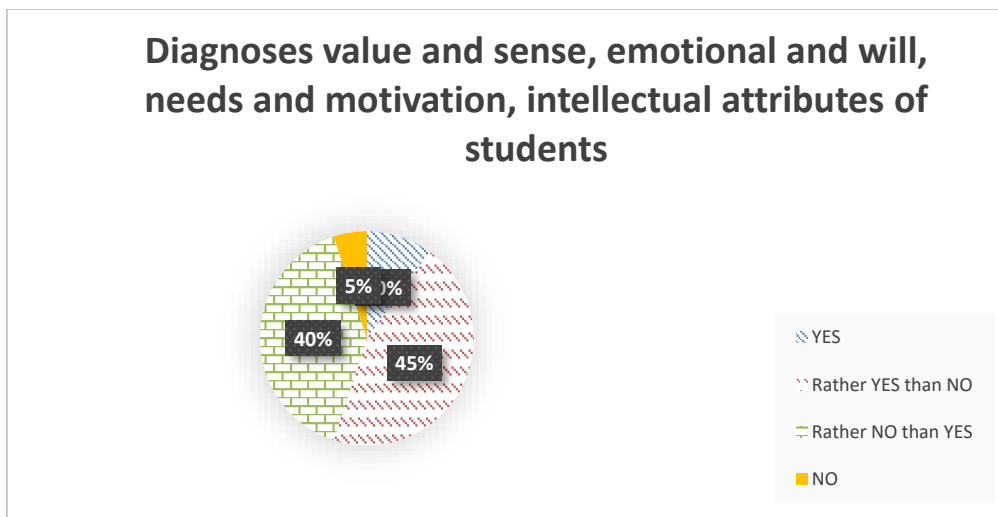 Diagnoses value and sense, emotional and will,
needs and motivation, intellectual attributes of
students
5%
40%
45%
YES
Rather YES than NO
Rather NO than YES
NO